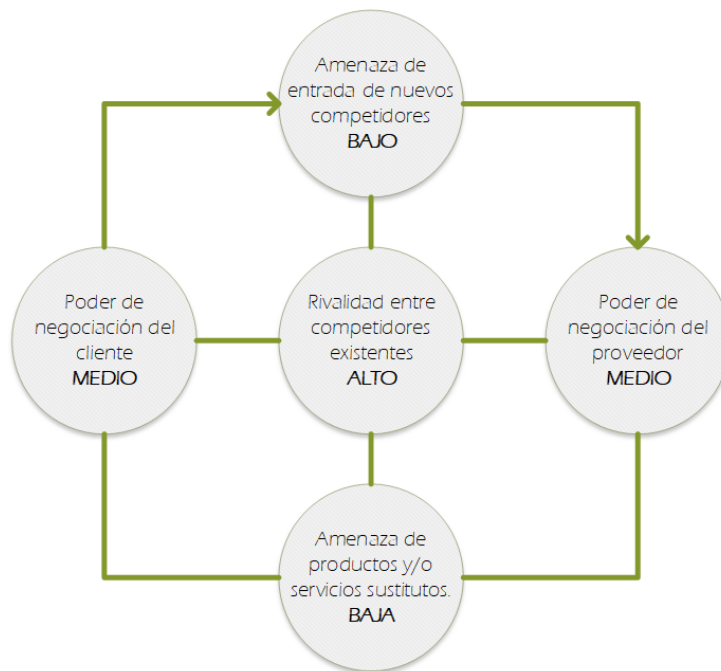 Amenaza de
entrada de nuevos
competidores
BAJO
Poder de
negociación del
cliente
MEDIO
Rivalidad entre
competidores
existentes
ALTO
Poder de
negociación del
proveedor
MEDIO
Amenaza de
productos y/o
servicios sustitutos.
BAJA